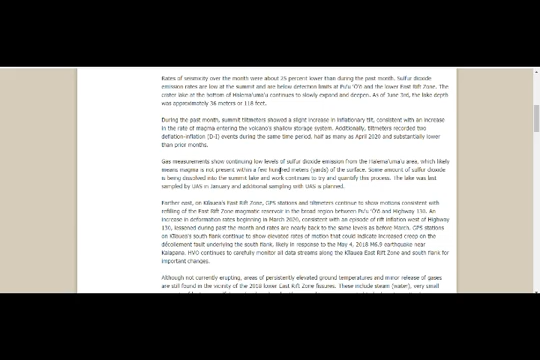 Rates of seismicity over the month were about 25 percent lower than during the past month. Sulfur dioxide
emission rates are low at the summit and are below detection limits at Puʻu ʻŌʻō and the lower East Rift Zone. The
crater lake at the bottom of Halemaʻumaʻu continues to slowly expand and deepen. As of June 3rd, the lake depth
was approximately 36 meters or 118 feet.
During the past month, summit tiltmeters showed a slight increase in inflationary tilt, consistent with an increase
in the rate of magma entering the volcano's shallow storage system. Additionally, tiltmeters recorded two
deflation-inflation (D-I) events during the same time period, half as many as April 2020 and substantially lower
than prior months.
Gas measurements show continuing low levels of sulfur dioxide emission from the Halemaʻumaʻu area, which likely
means magma is not present within a few hundred meters (yards) of the surface. Some amount of sulfur dioxide
is being dissolved into the summit lake and work continues to try and quantify this process. The lake was last
sampled by UAS in January and additional sampling with UAS is planned.
Farther east, on Kīlauea's East Rift Zone, GPS stations and tiltmeters continue to show motions consistent with
refilling of the East Rift Zone magmatic reservoir in the broad region between Puʻu ʻŌʻō and Highway 130. An
increase in deformation rates beginning in March 2020, consistent with an episode of rift inflation west of Highway
130, lessened during past month and rates are nearly back to the same levels as before March. GPS stations
on Kīlauea's south flank continue to show elevated rates of motion that could indicate increased creep on the
décollement fault underlying the south flank, likely in response to the May 4, 2018 M6.9 earthquake near
Kalapana. HVO continues to carefully monitor all data streams along the Kīlauea East Rift Zone and south flank for
important changes.
Although not currently erupting, areas of persistently elevated ground temperatures and minor release of gases
are still found in the vicinity of the 2018 lower East Rift Zone fissures. These include steam (water), very small